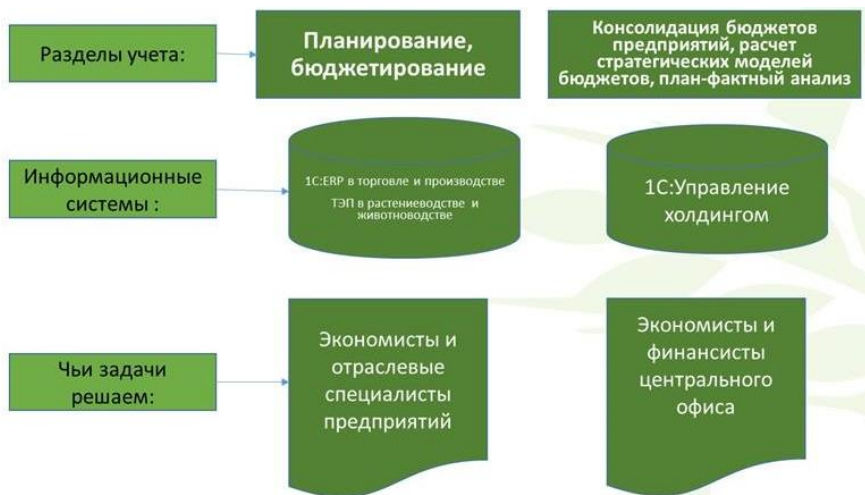 Разделы учета:
Планирование,
бюджетирование
Консолидация бюджетов
предприятий, расчет
стратегических моделей
бюджетов, план-фактный анализ
Информационные
системы :
1С:ERP в торговле и производстве
ТЭП в растениеводстве и
животноводстве
1С:Управление
холдингом
Чьи задачи
решаем:
Экономисты и
отраслевые
специалисты
предприятий
Экономисты и
финансисты
центрального
офиса